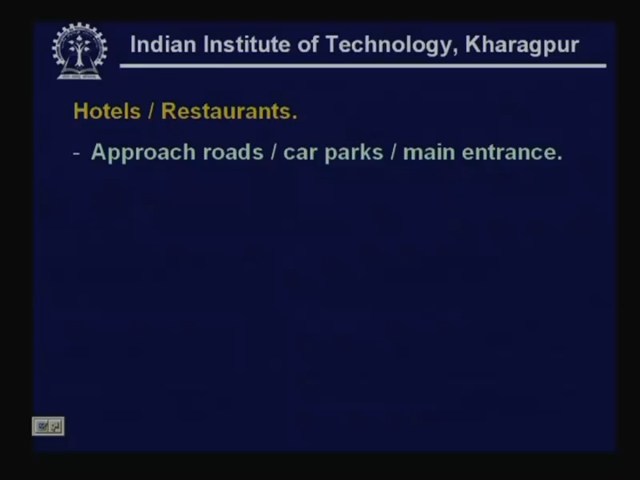 Indian Institute of Technology, Kharagpur
Hotels / Restaurants.
- Approach roads / car parks / main entrance.